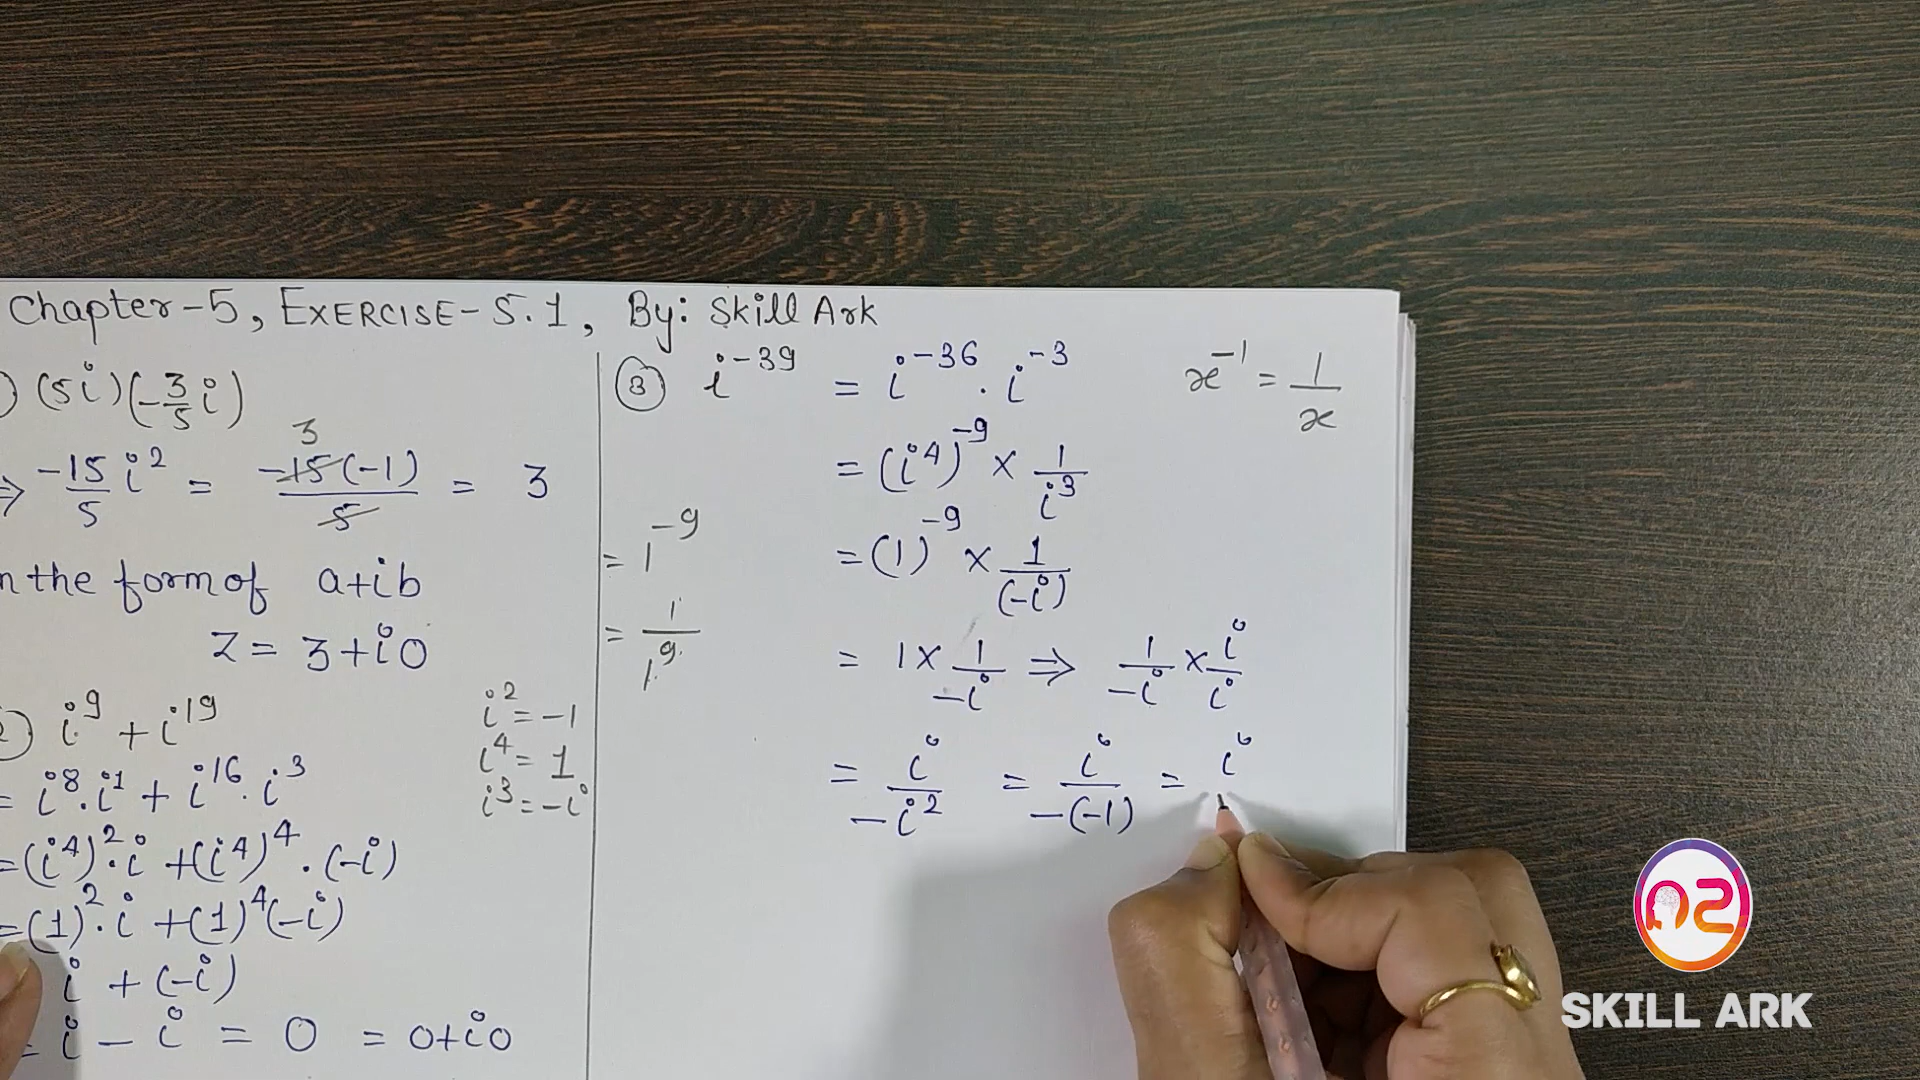 Chapter-5, EXERCISE-5.1, By: Skill Ark
(5i)(-3/5 i)
⇒ -15/5 i² = -15(-1)/5 = 3
3
n the form of a+ib
z = 3+i0
i⁹ + i¹⁹
= i⁸·i¹ + i¹⁶·i³
= (i⁴)²·i + (i⁴)⁴·(-i)
= (1)²·i + (1)⁴(-i)
i + (-i)
= i - i = 0 = 0+i0
i² = -1
i⁴ = 1
i³ = -i
③ i⁻³⁹ = i⁻³⁶·i⁻³
= (i⁴)⁻⁹ × 1/i³
= (1)⁻⁹ × 1/(-i)
= 1 × 1/-i ⇒ 1/-i × i/i
= i/-i² = i/-(-1) = i
= 1⁻⁹
= 1/1⁹
x⁻¹ = 1/x
SKILL ARK